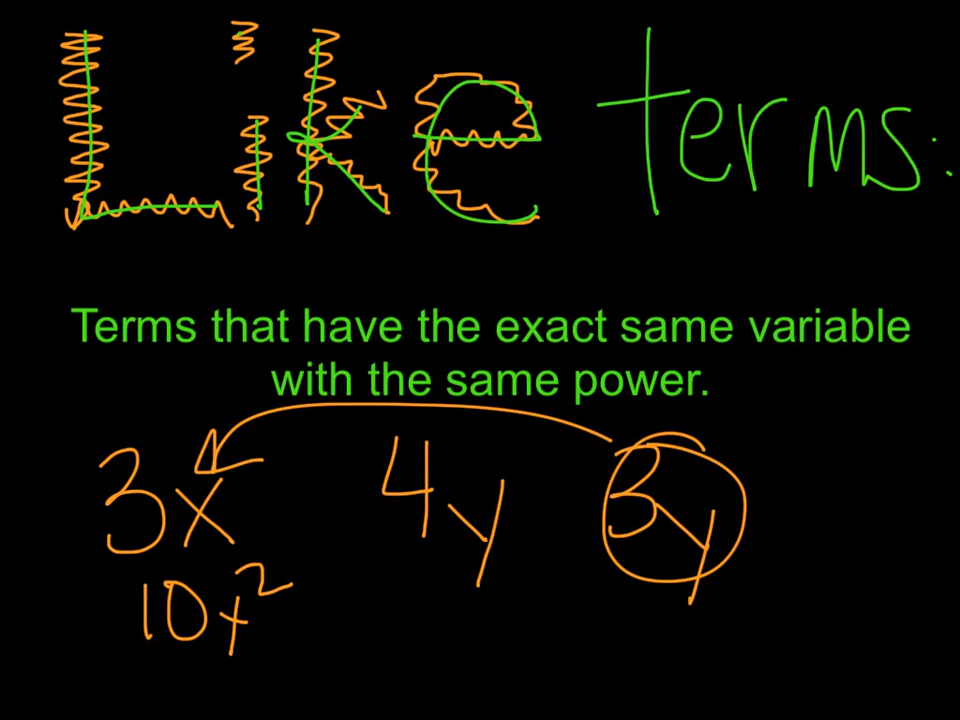 Like terms:
Terms that have the exact same variable
with the same power.
3x 4y 3y
10x²